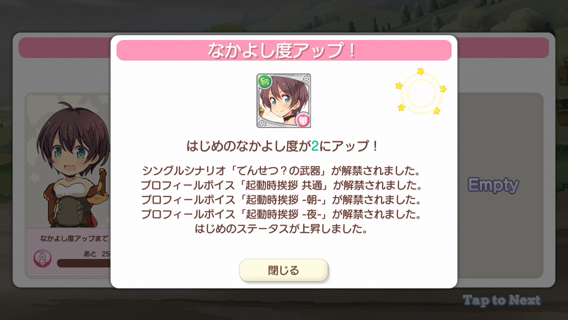 なかよし度アップ！
はじめのなかよし度が2にアップ！
シングルシナリオ「でんせつ？の武器」が解禁されました。
プロフィールボイス「起動時挨拶 共通」が解禁されました。
プロフィールボイス「起動時挨拶 -朝-」が解禁されました。
プロフィールボイス「起動時挨拶 -夜-」が解禁されました。
はじめのステータスが上昇しました。
閉じる
なかよし度アップまで
あと 25
Empty
Tap to Next